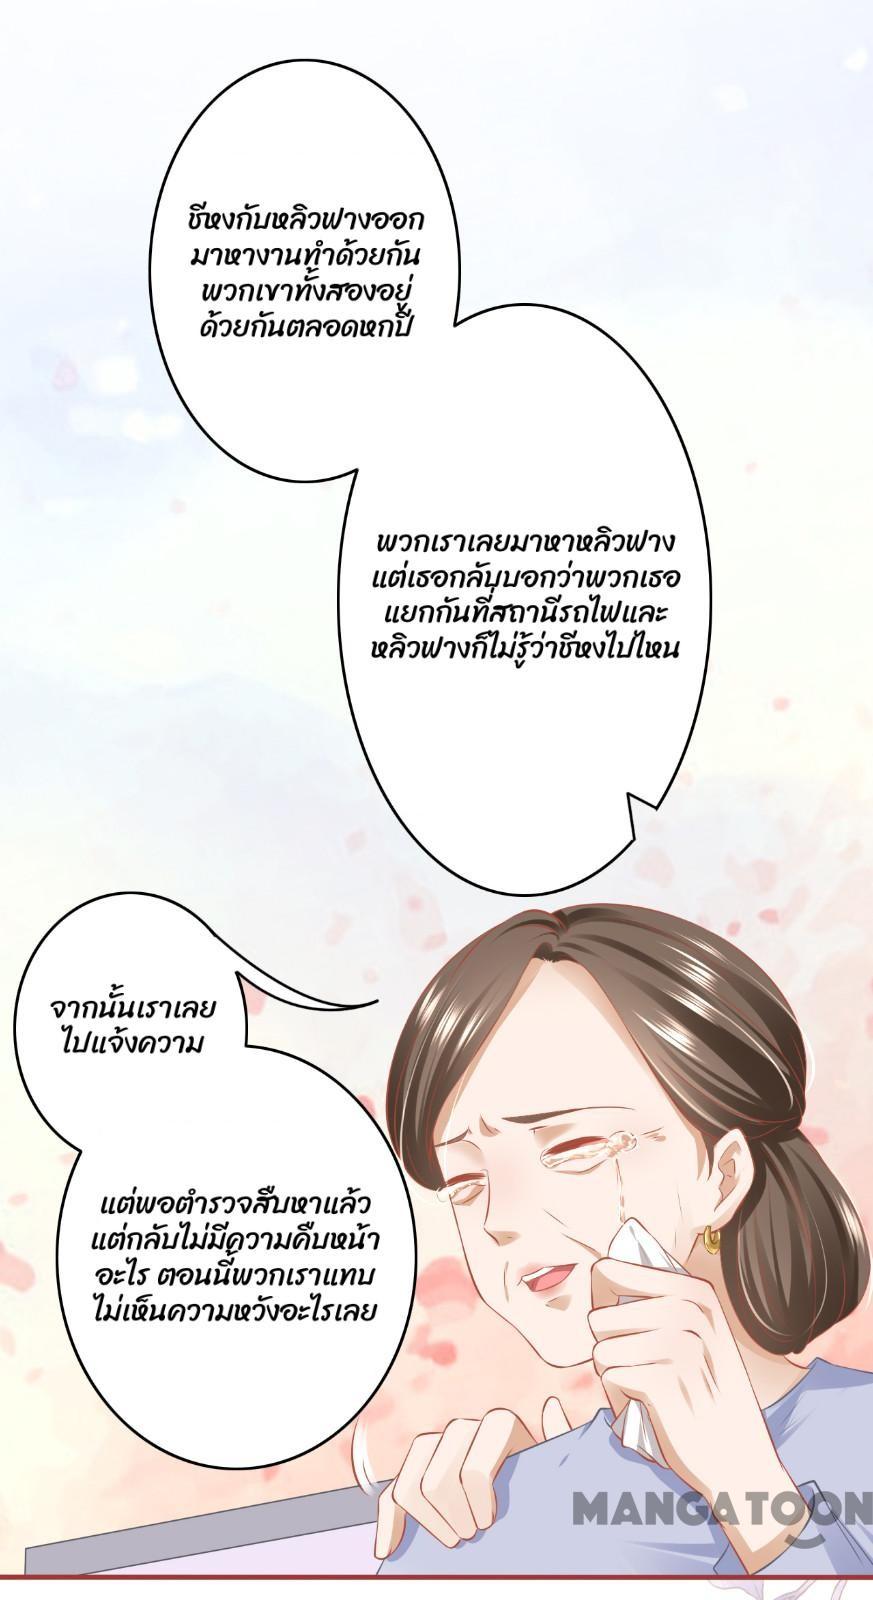 ชีหงกับหลิวฟางออก
มาหางานทำด้วยกัน
พวกเขาทั้งสองอยู่
ด้วยกันตลอดหกปี
พวกเราเลยมาหาหลิวฟาง
แต่เธอกลับบอกว่าพวกเธอ
แยกกันที่สถานีรถไฟและ
หลิวฟางก็ไม่รู้ว่าชีหงไปไหน
จากนั้นเราเลย
ไปแจ้งความ
แต่พอตำรวจสืบหาแล้ว
แต่กลับไม่มีความคืบหน้า
อะไร ตอนนี้พวกเราแทบ
ไม่เห็นความหวังอะไรเลย
MANGATOON